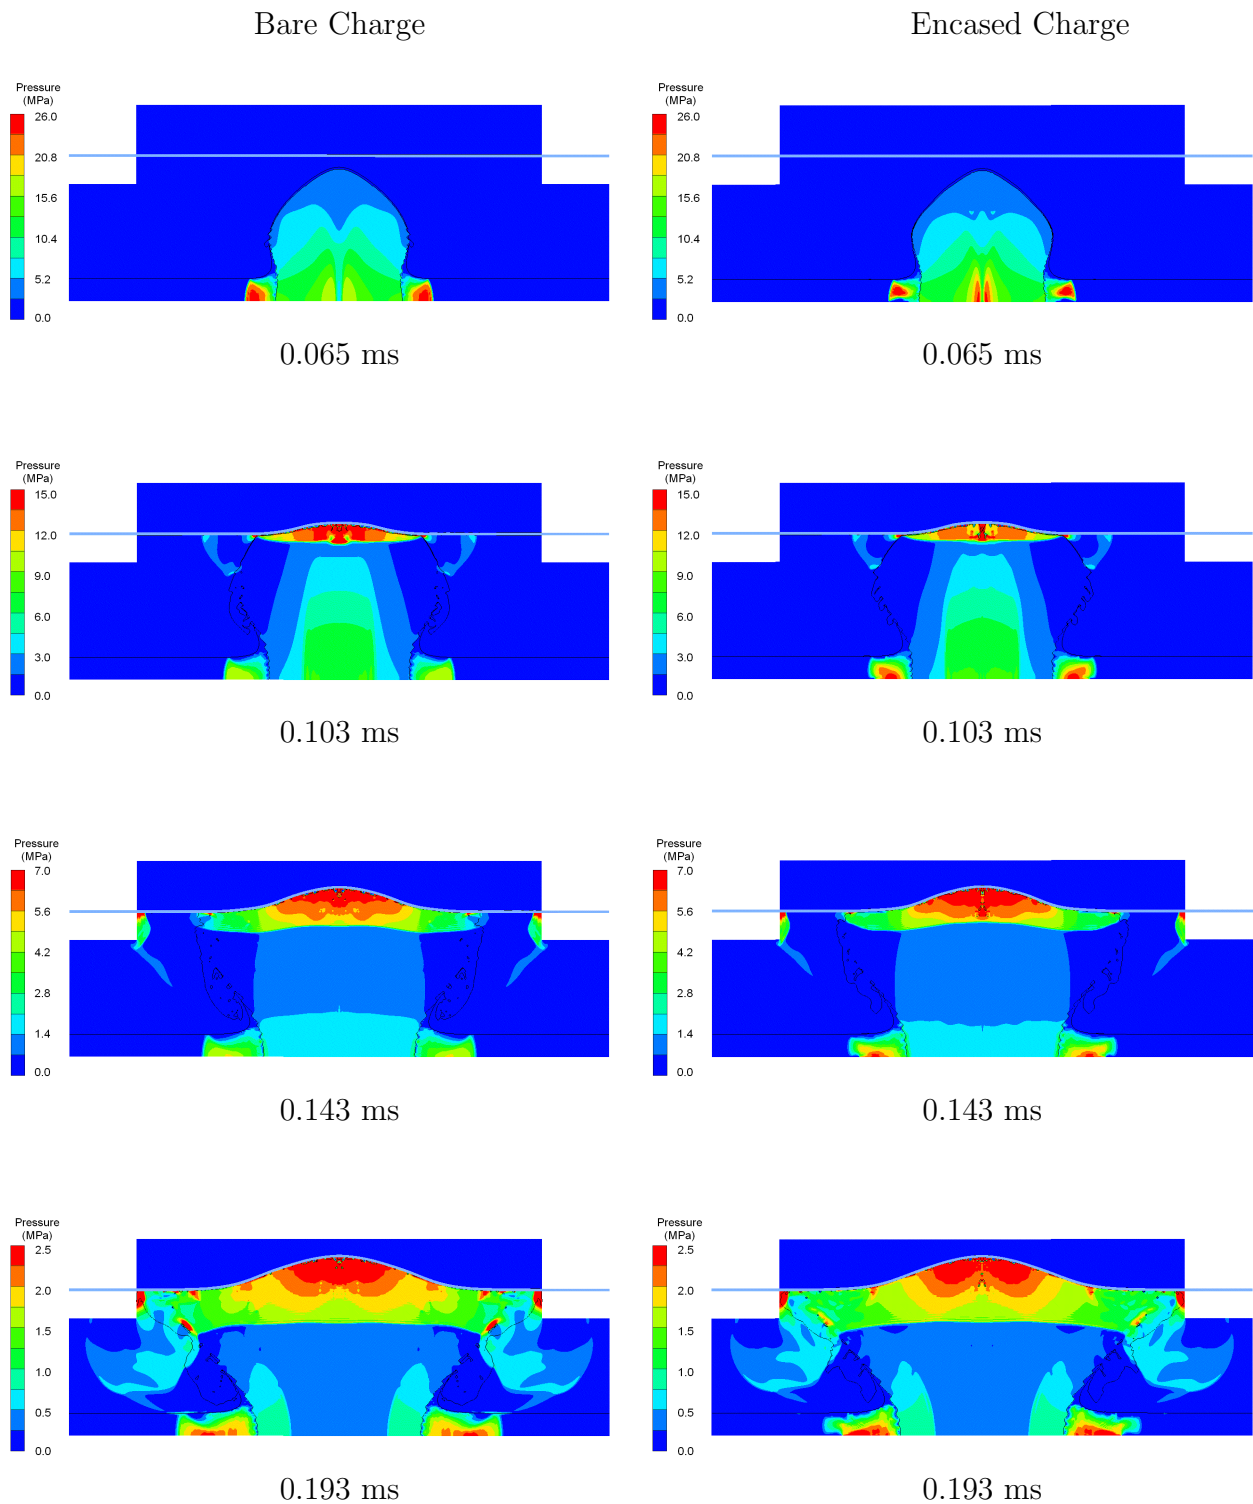 Bare Charge
Encased Charge
Pressure
(MPa)
26.0
20.8
15.6
10.4
5.2
0.0
0.065 ms
Pressure
(MPa)
26.0
20.8
15.6
10.4
5.2
0.0
0.065 ms
Pressure
(MPa)
15.0
12.0
9.0
6.0
3.0
0.0
0.103 ms
Pressure
(MPa)
15.0
12.0
9.0
6.0
3.0
0.0
0.103 ms
Pressure
(MPa)
7.0
5.6
4.2
2.8
1.4
0.0
0.143 ms
Pressure
(MPa)
7.0
5.6
4.2
2.8
1.4
0.0
0.143 ms
Pressure
(MPa)
2.5
2.0
1.5
1.0
0.5
0.0
0.193 ms
Pressure
(MPa)
2.5
2.0
1.5
1.0
0.5
0.0
0.193 ms